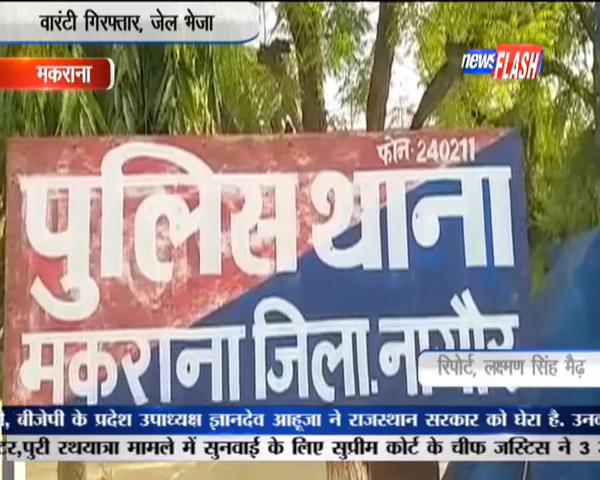 वारंटी गिरफ्तार, जेल भेजा
मकराना
news FLASH
फोन 240211
पुलिस थाना
मकराना जिला. नागौर
रिपोर्ट, लक्ष्मण सिंह मैढ़
बीजेपी के प्रदेश उपाध्यक्ष ज्ञानदेव आहूजा ने राजस्थान सरकार को घेरा है.
पुरी रथयात्रा मामले में सुनवाई के लिए सुप्रीम कोर्ट के चीफ जस्टिस ने 3